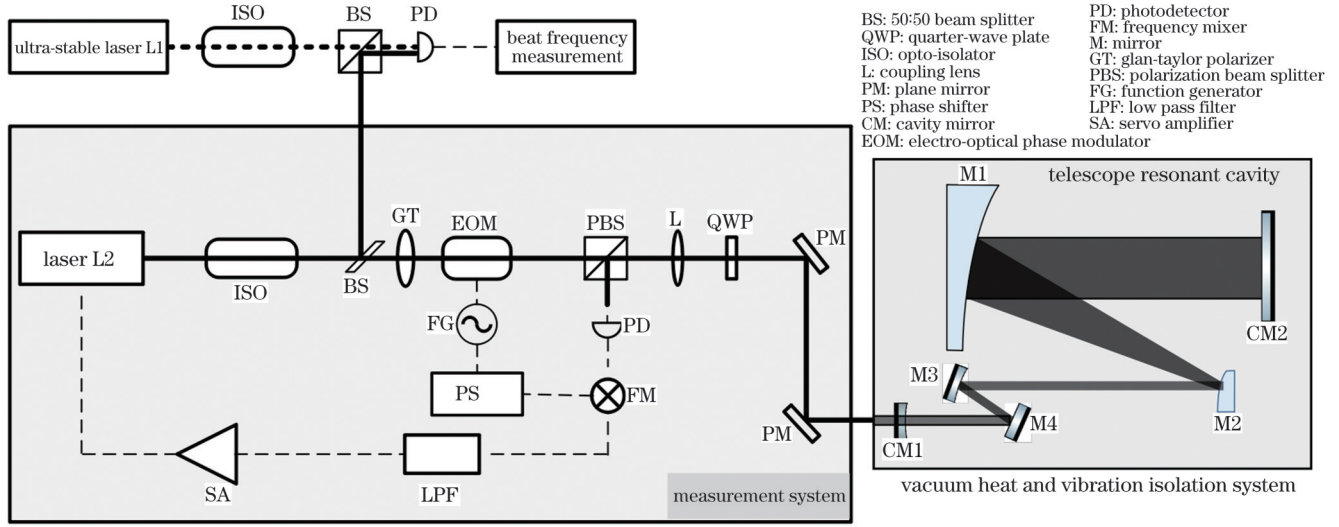 ISO
BS
PD
ultra-stable laser L1
beat frequency
measurement
BS: 50:50 beam splitter
QWP: quarter-wave plate
ISO: opto-isolator
L: coupling lens
PM: plane mirror
PS: phase shifter
CM: cavity mirror
EOM: electro-optical phase modulator
PD: photodetector
FM: frequency mixer
M: mirror
GT: glan-taylor polarizer
PBS: polarization beam splitter
FG: function generator
LPF: low pass filter
SA: servo amplifier
GT
EOM
PBS
L
QWP
PM
laser L2
ISO
BS
FG
PD
PS
FM
PM
SA
LPF
measurement system
M1
telescope resonant cavity
CM2
M3
M4
M2
CM1
vacuum heat and vibration isolation system